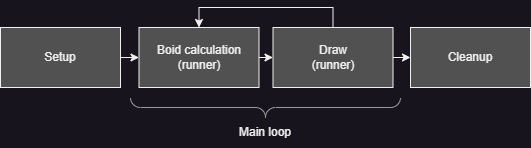 Setup
Boid calculation
(runner)
Draw
(runner)
Cleanup
Main loop